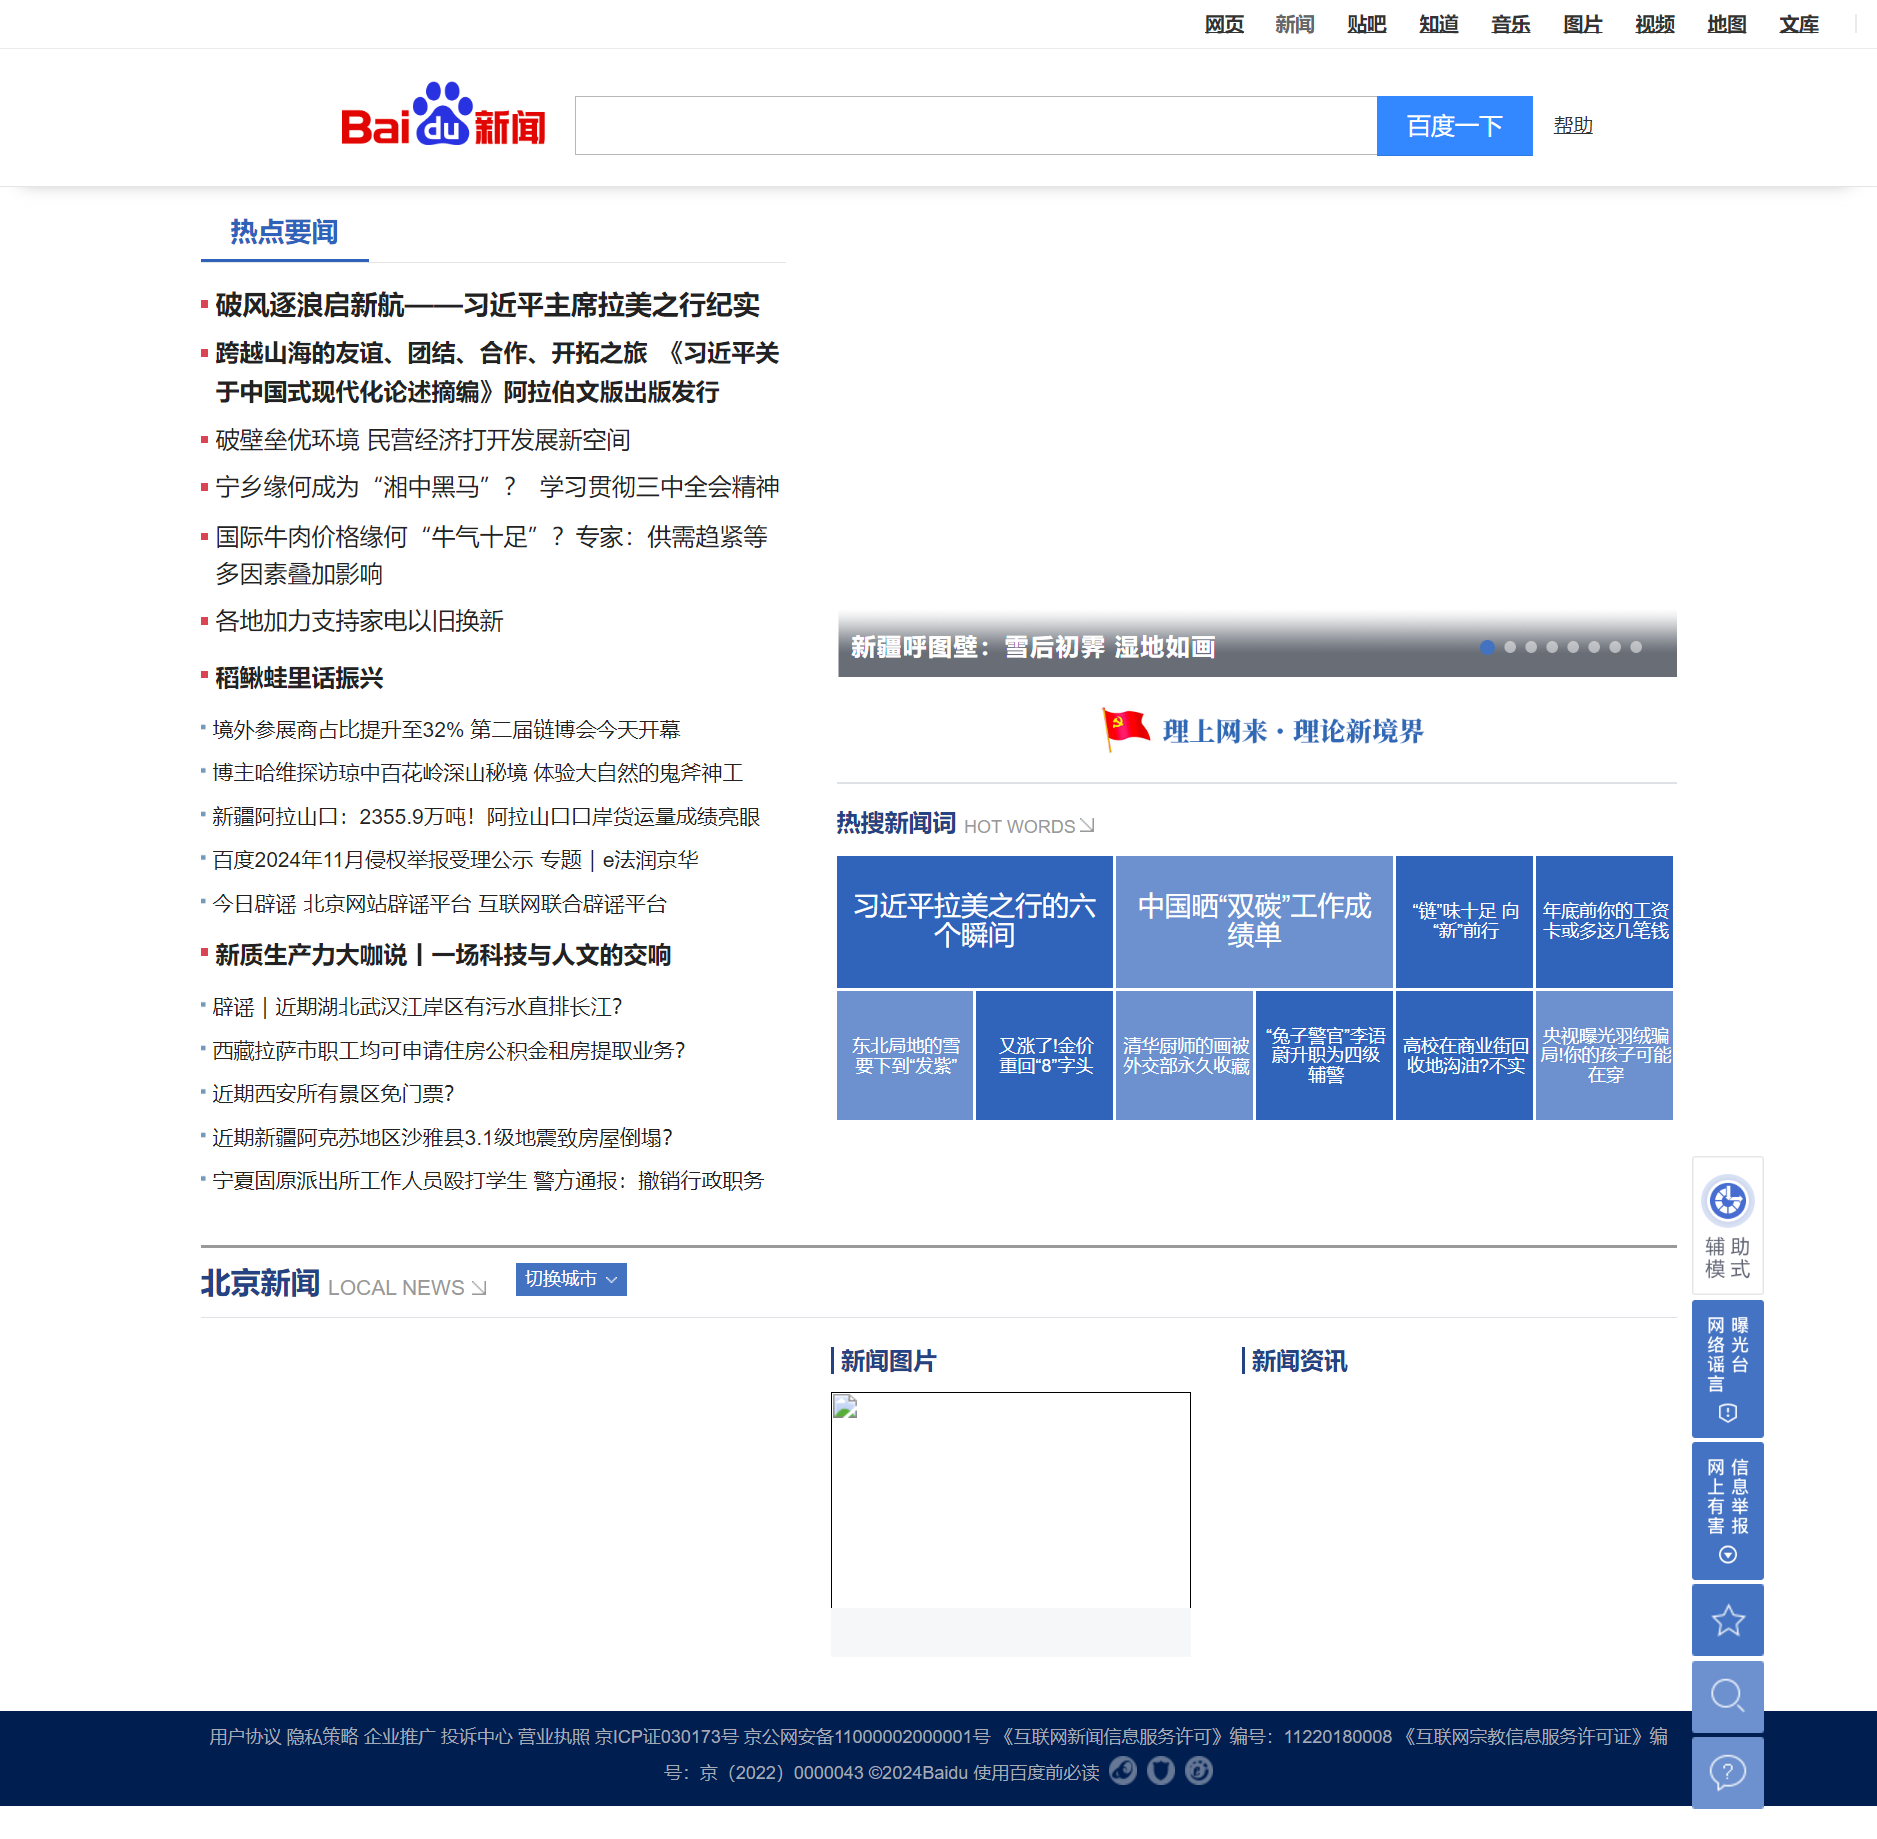 网页 新闻 贴吧 知道 音乐 图片 视频 地图 文库
Bai du 新闻
百度一下 帮助
热点要闻
破风逐浪启新航——习近平主席拉美之行纪实
跨越山海的友谊、团结、合作、开拓之旅 《习近平关
于中国式现代化论述摘编》阿拉伯文版出版发行
破壁垒优环境 民营经济打开发展新空间
宁乡缘何成为“湘中黑马”？ 学习贯彻三中全会精神
国际牛肉价格缘何“牛气十足”？专家：供需趋紧等
多因素叠加影响
各地加力支持家电以旧换新
稻鳅蛙里话振兴
境外参展商占比提升至32% 第二届链博会今天开幕
博主哈维探访琼中百花岭深山秘境 体验大自然的鬼斧神工
新疆阿拉山口：2355.9万吨！阿拉山口口岸货运量成绩亮眼
百度2024年11月侵权举报受理公示 专题｜e法润京华
今日辟谣 北京网站辟谣平台 互联网联合辟谣平台
新质生产力大咖说丨一场科技与人文的交响
辟谣｜近期湖北武汉江岸区有污水直排长江？
西藏拉萨市职工均可申请住房公积金租房提取业务？
近期西安所有景区免门票？
近期新疆阿克苏地区沙雅县3.1级地震致房屋倒塌？
宁夏固原派出所工作人员殴打学生 警方通报：撤销行政职务
新疆呼图壁：雪后初霁 湿地如画
理上网来·理论新境界
热搜新闻词 HOT WORDS
习近平拉美之行的六
个瞬间
中国晒“双碳”工作成
绩单
“链”味十足 向
“新”前行
年底前你的工资
卡或多这几笔钱
东北局地的雪
要下到“发紫”
又涨了!金价
重回“8”字头
清华厨师的画被
外交部永久收藏
“兔子警官”李语
蔚升职为四级
辅警
高校在商业街回
收地沟油?不实
央视曝光羽绒骗
局!你的孩子可能
在穿
北京新闻 LOCAL NEWS 切换城市
新闻图片
新闻资讯
辅助
模式
网络谣言
曝光台
网上有害
信息举报
用户协议 隐私策略 企业推广 投诉中心 营业执照 京ICP证030173号 京公网安备11000002000001号 《互联网新闻信息服务许可》编号：11220180008 《互联网宗教信息服务许可证》编
号：京（2022）0000043 ©2024Baidu 使用百度前必读